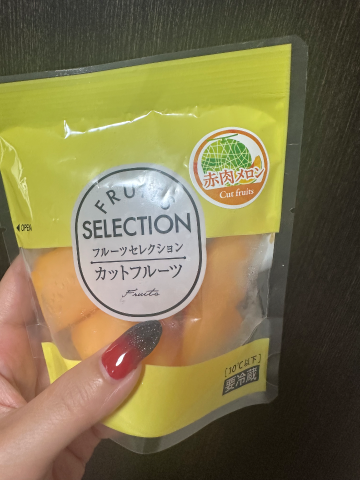 赤肉メロン
Cut fruits
◀OPEN
FRUITS
SELECTION
フルーツセレクション
カットフルーツ
Fruits
[10℃以下]
要冷蔵